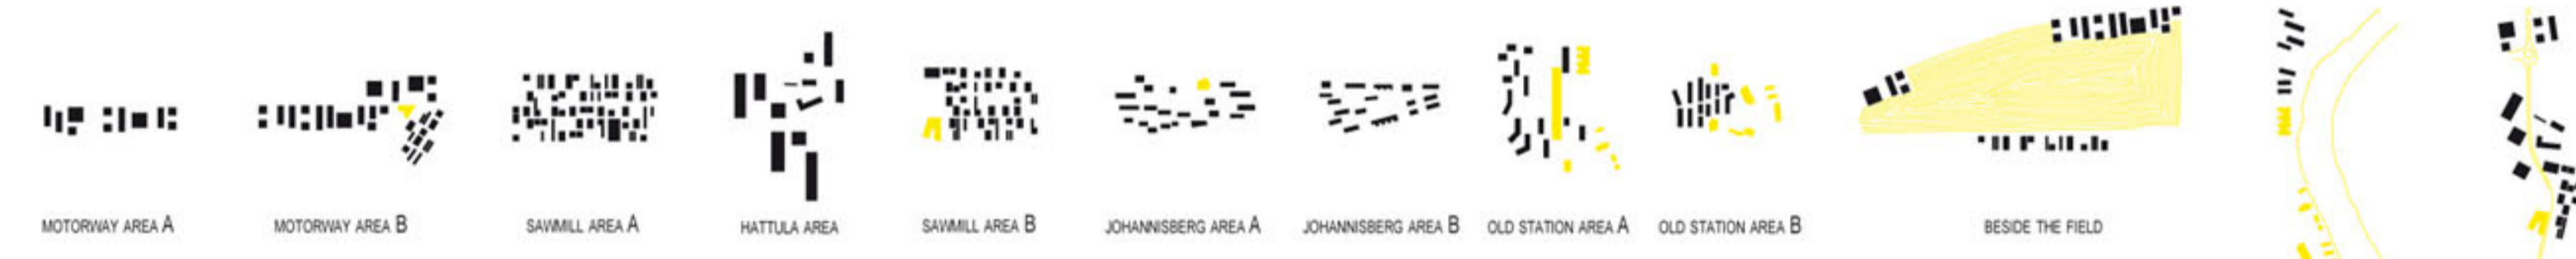 MOTORWAY AREA A
MOTORWAY AREA B
SAWMILL AREA A
HATTULA AREA
SAWMILL AREA B
JOHANNISBERG AREA A
JOHANNISBERG AREA B
OLD STATION AREA A
OLD STATION AREA B
BESIDE THE FIELD